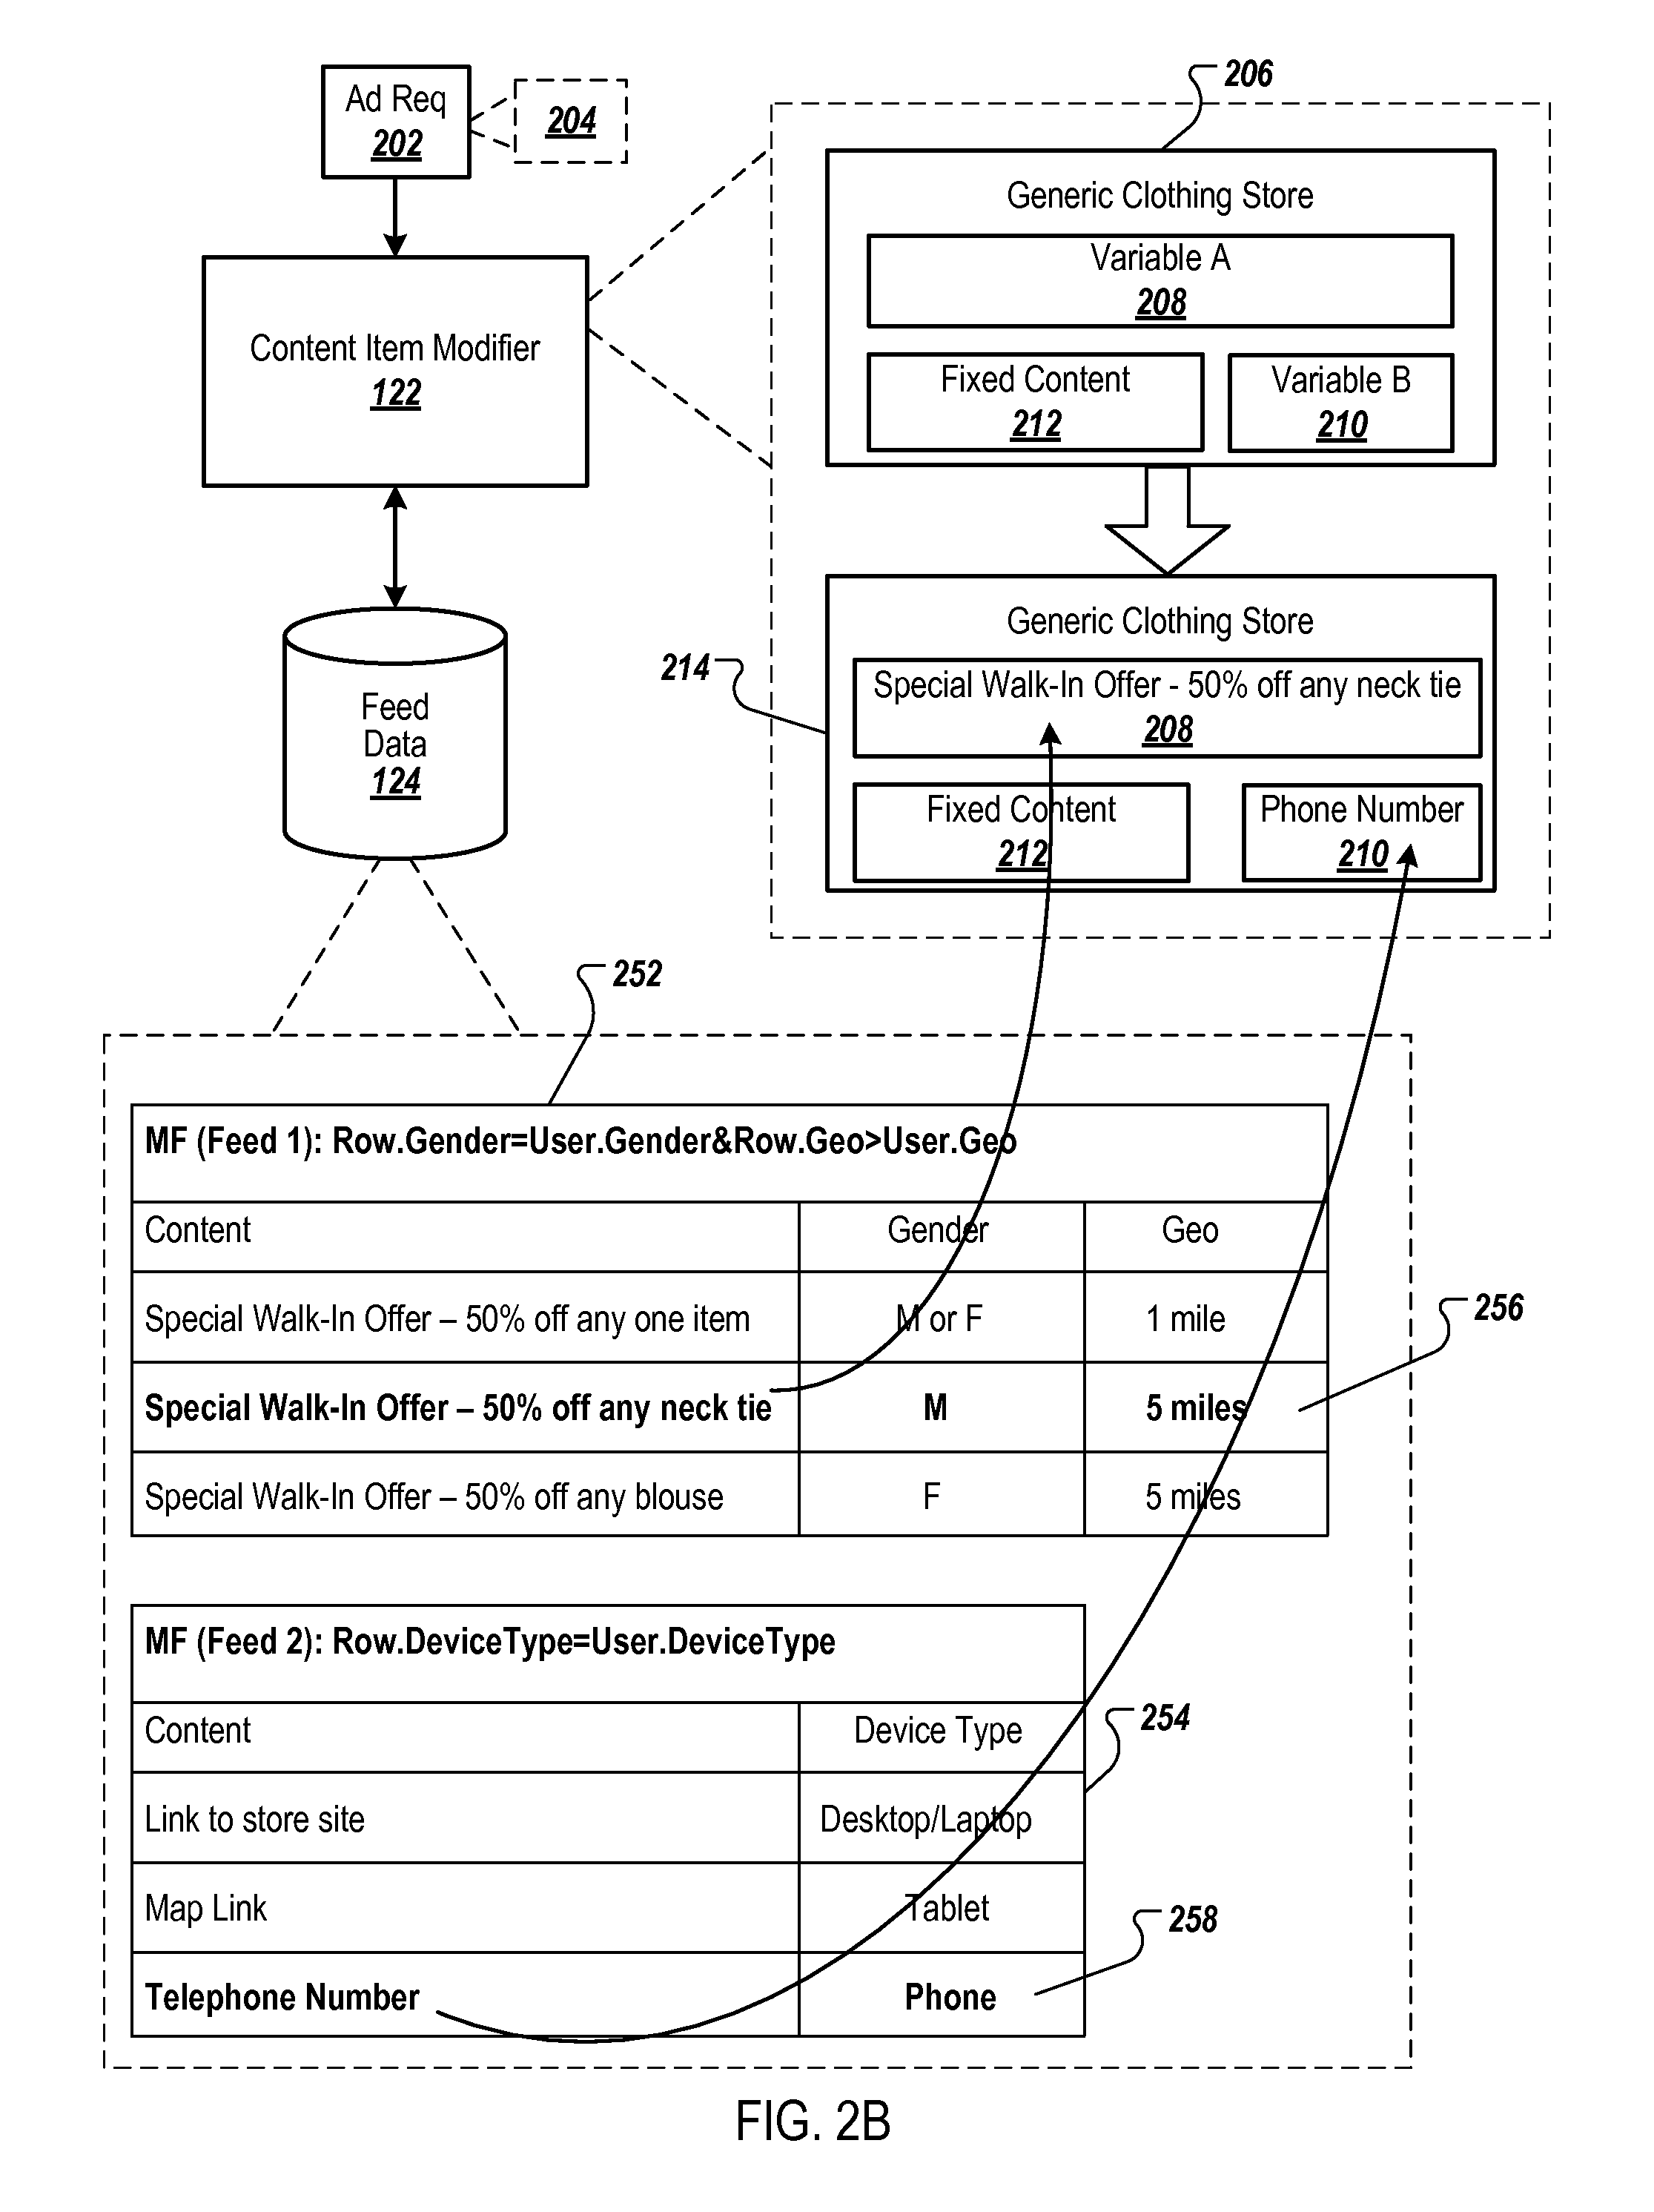 Ad Req
202
204
206
Generic Clothing Store
Variable A
208
Content Item Modifier
122
Fixed Content
212
Variable B
210
Generic Clothing Store
214
Special Walk-In Offer - 50% off any neck tie
208
Feed
Data
124
Fixed Content
212
Phone Number
210
252
MF (Feed 1): Row.Gender=User.Gender&Row.Geo>User.Geo
Content Gender Geo
256
Special Walk-In Offer – 50% off any one item M or F 1 mile
Special Walk-In Offer – 50% off any neck tie M 5 miles
Special Walk-In Offer – 50% off any blouse F 5 miles
MF (Feed 2): Row.DeviceType=User.DeviceType
254
Content Device Type
Link to store site Desktop/Laptop
Map Link Tablet
258
Telephone Number Phone
FIG. 2B